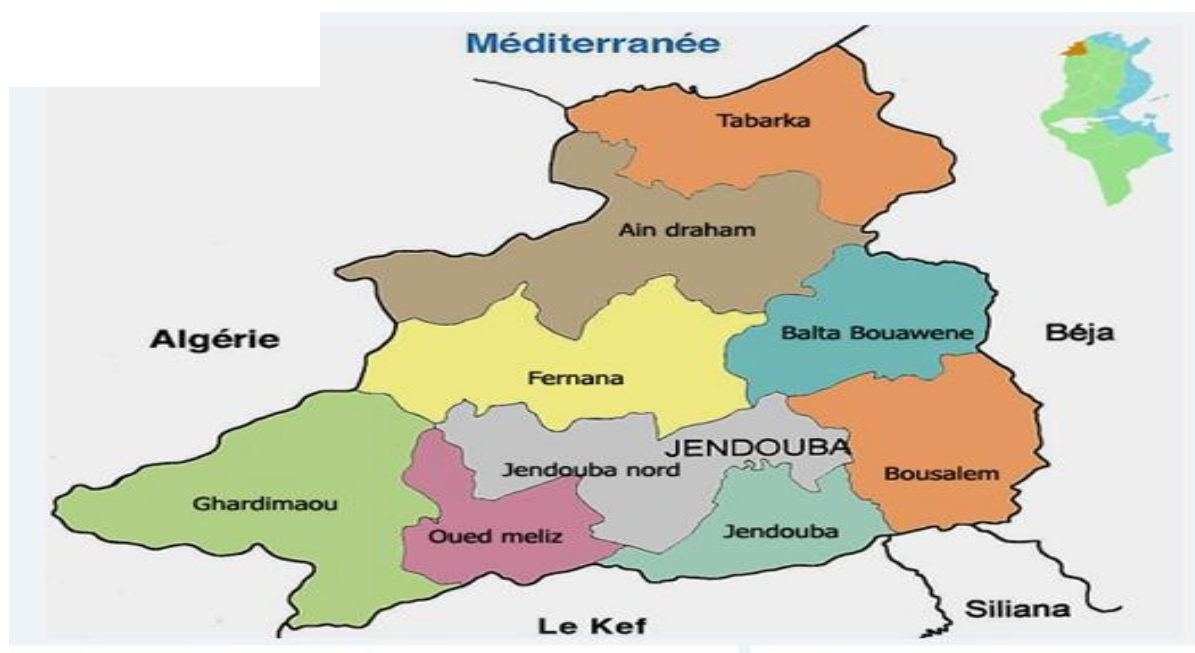 Méditerranée
Tabarka
Ain draham
Algérie
Balta Bouawene
Béja
Fernana
JENDOUBA
Jendouba nord
Bousalem
Ghardimaou
Oued meliz
Jendouba
Siliana
Le Kef